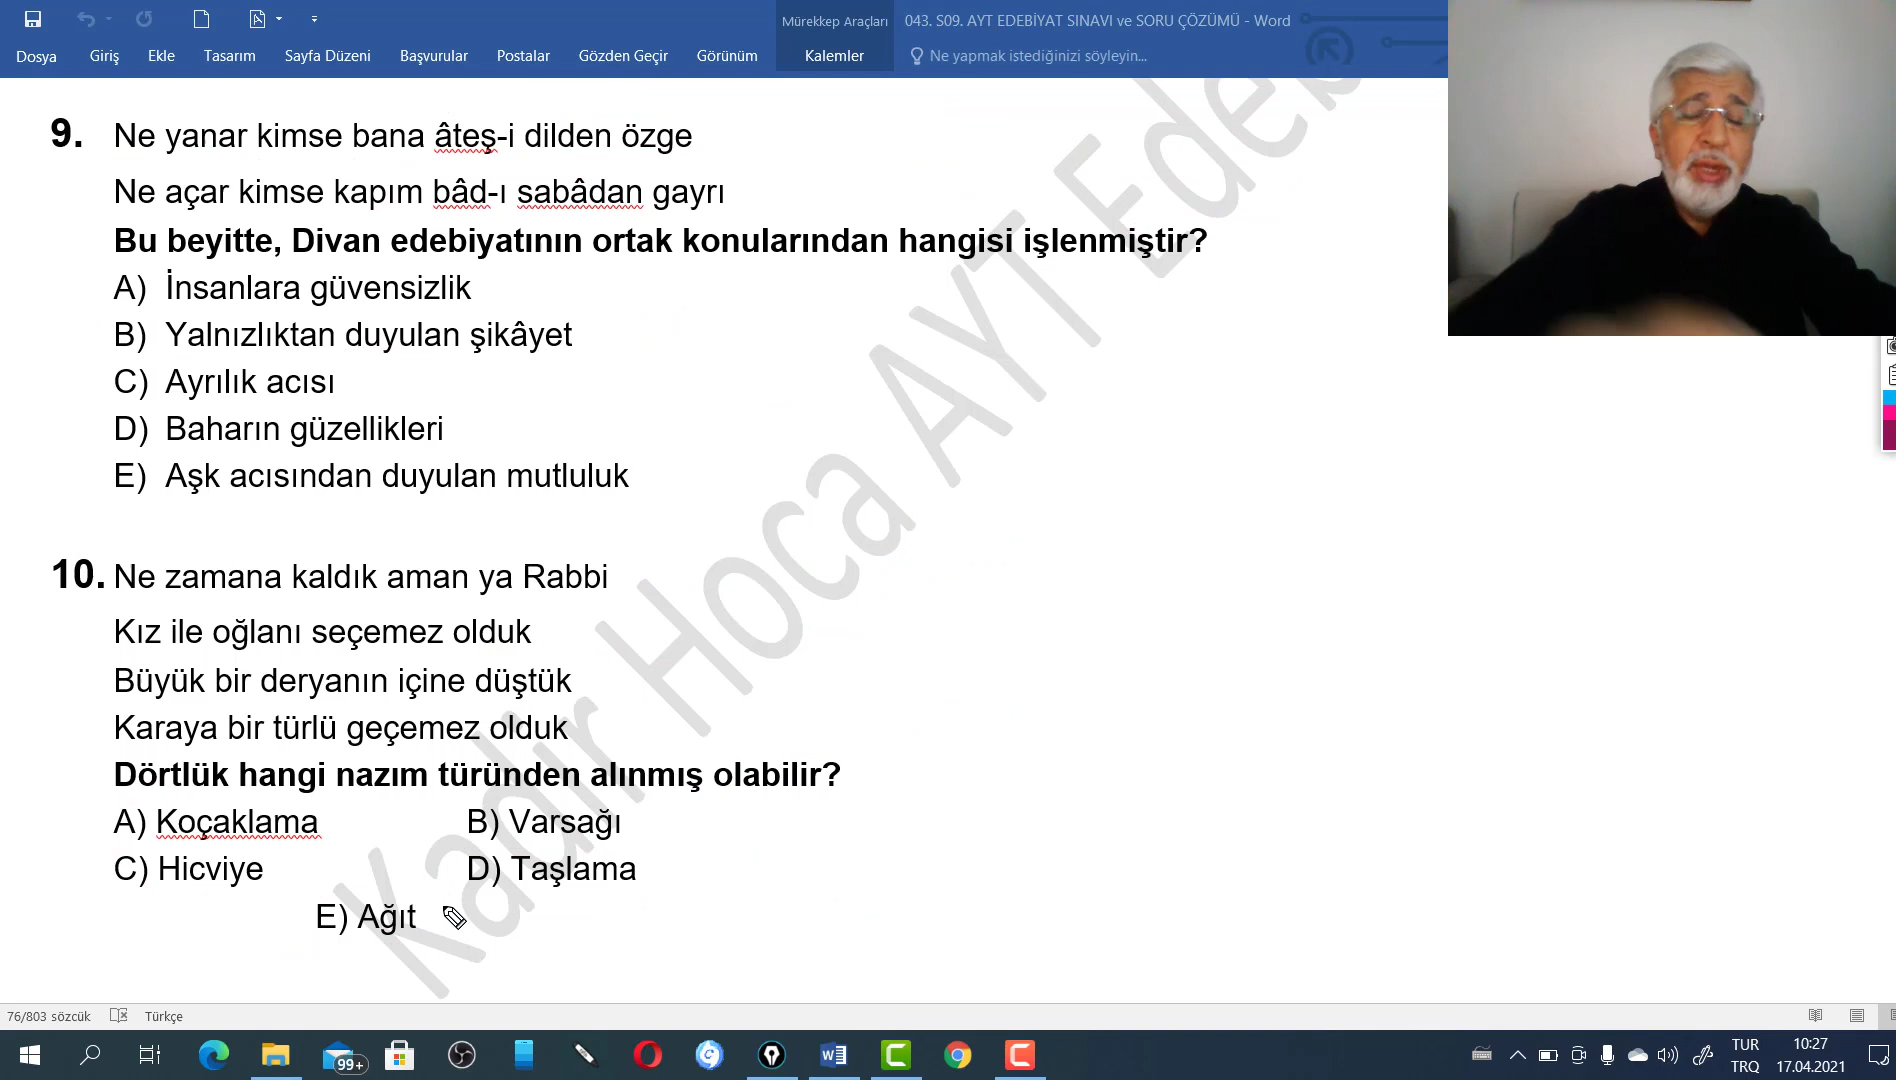 Mürekkep Araçları
043. S09. AYT EDEBİYAT SINAVI ve SORU ÇÖZÜMÜ - Word
Dosya Giriş Ekle Tasarım Sayfa Düzeni Başvurular Postalar Gözden Geçir Görünüm Kalemler Ne yapmak istediğinizi söyleyin...
9. Ne yanar kimse bana âteş-i dilden özge
Ne açar kimse kapım bâd-ı sabâdan gayrı
Bu beyitte, Divan edebiyatının ortak konularından hangisi işlenmiştir?
A) İnsanlara güvensizlik
B) Yalnızlıktan duyulan şikâyet
C) Ayrılık acısı
D) Baharın güzellikleri
E) Aşk acısından duyulan mutluluk
10. Ne zamana kaldık aman ya Rabbi
Kız ile oğlanı seçemez olduk
Büyük bir deryanın içine düştük
Karaya bir türlü geçemez olduk
Dörtlük hangi nazım türünden alınmış olabilir?
A) Koçaklama B) Varsağı
C) Hicviye D) Taşlama
E) Ağıt
Kadir Hoca AYT Edeb
76/803 sözcük Türkçe
99+
TUR 10:27
TRQ 17.04.2021